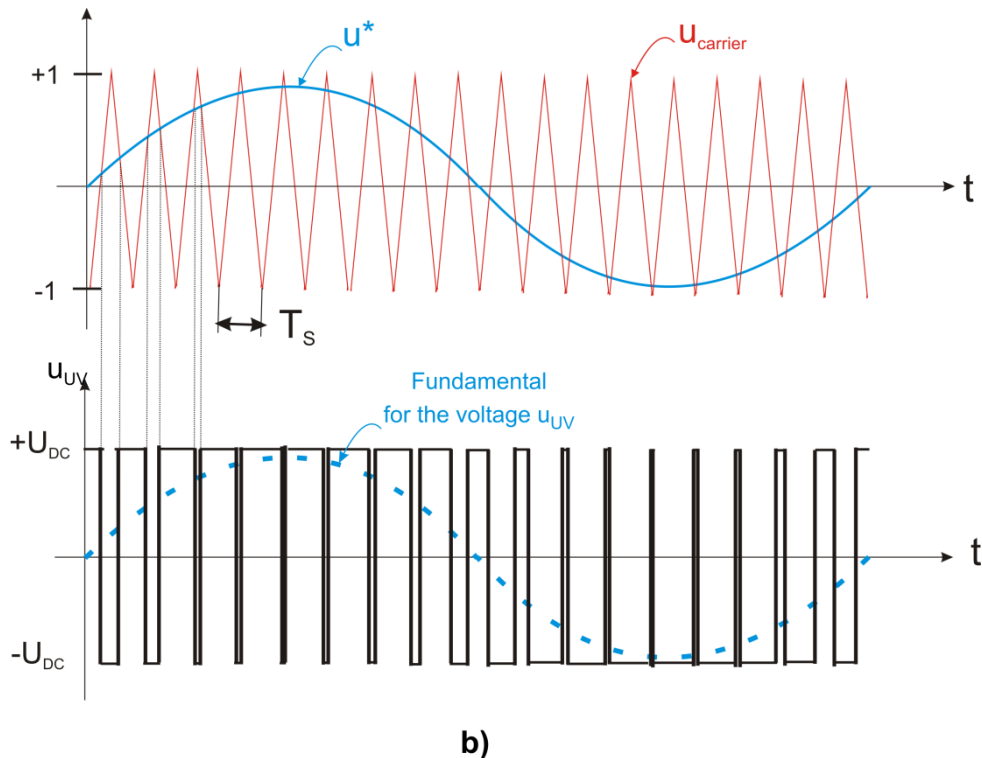 u*
u_carrier
+1
t
-1
T_S
u_UV
Fundamental
for the voltage u_UV
+U_DC
t
-U_DC
b)